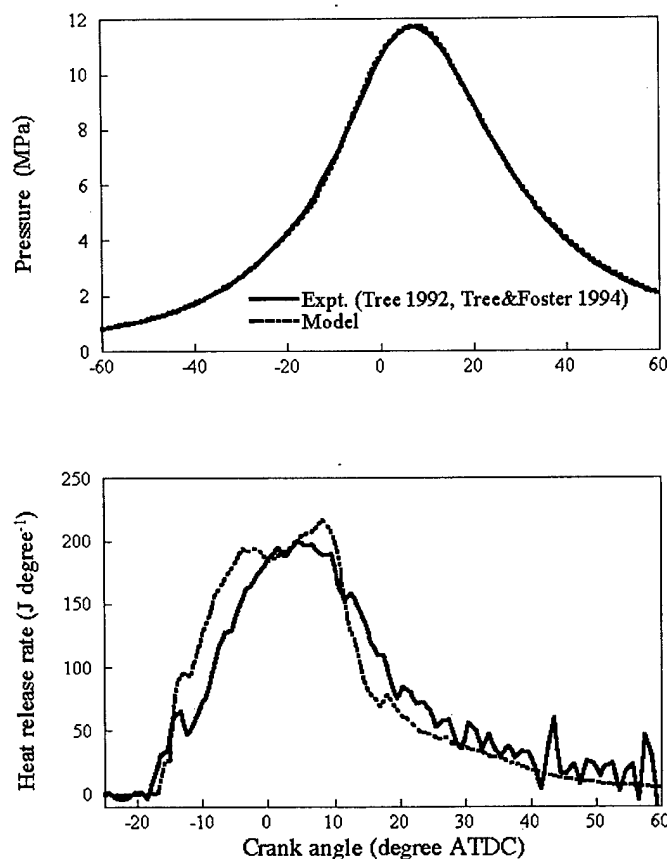 12
10
8
6
4
2
0
Pressure (MPa)
Expt. (Tree 1992, Tree&Foster 1994)
Model
-60 -40 -20 0 20 40 60
250
200
150
100
50
0
Heat release rate (J degree⁻¹)
-20 -10 0 10 20 30 40 50 60
Crank angle (degree ATDC)